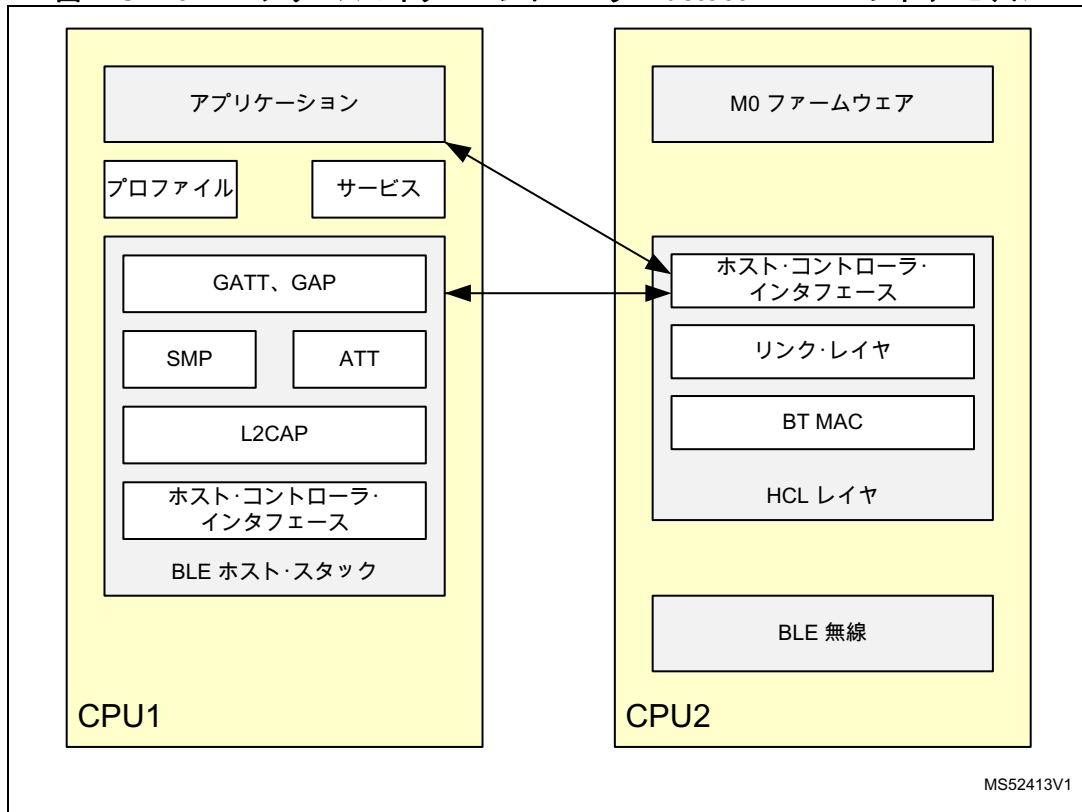 アプリケーション
プロファイル
サービス
GATT、GAP
SMP
ATT
L2CAP
ホスト·コントローラ·
インタフェース
BLE ホスト·スタック
CPU1
M0 ファームウェア
ホスト·コントローラ·
インタフェース
リンク·レイヤ
BT MAC
HCL レイヤ
BLE 無線
CPU2
MS52413V1